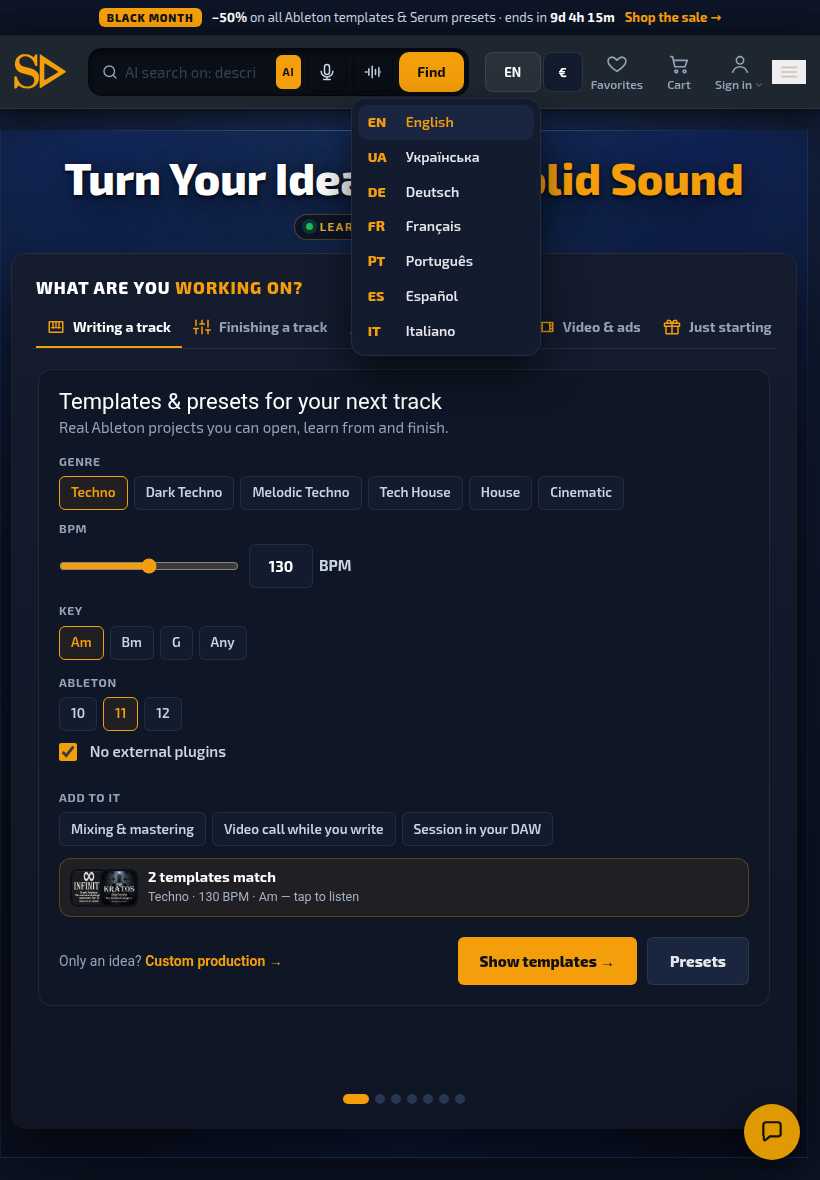 BLACK MONTH −50% on all Ableton templates & Serum presets · ends in 9d 4h 15m Shop the sale →
AI search on: descri AI Find EN €
Favorites Cart Sign in
EN English
UA Українська
DE Deutsch
FR Français
PT Português
ES Español
IT Italiano
Turn Your Idea lid Sound
LEAR
WHAT ARE YOU WORKING ON?
Writing a track Finishing a track Video & ads Just starting
Templates & presets for your next track
Real Ableton projects you can open, learn from and finish.
GENRE
Techno Dark Techno Melodic Techno Tech House House Cinematic
BPM
130 BPM
KEY
Am Bm G Any
ABLETON
10 11 12
No external plugins
ADD TO IT
Mixing & mastering Video call while you write Session in your DAW
INFINIT KRATOS
2 templates match
Techno · 130 BPM · Am — tap to listen
Only an idea? Custom production →
Show templates → Presets